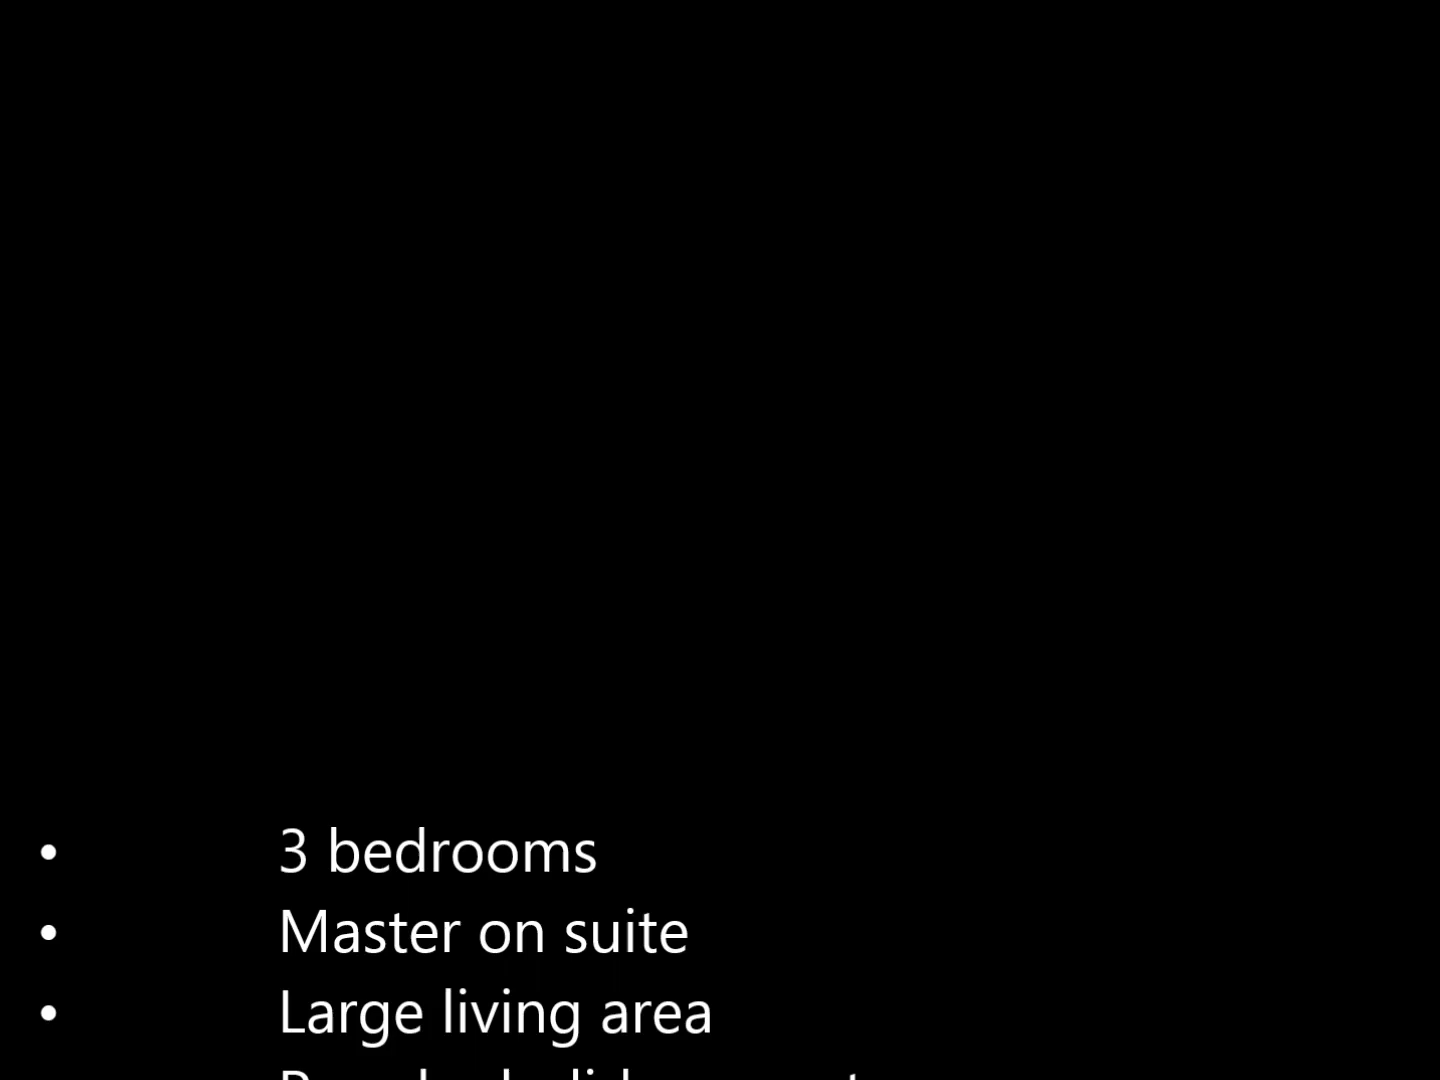 • 3 bedrooms
• Master on suite
• Large living area